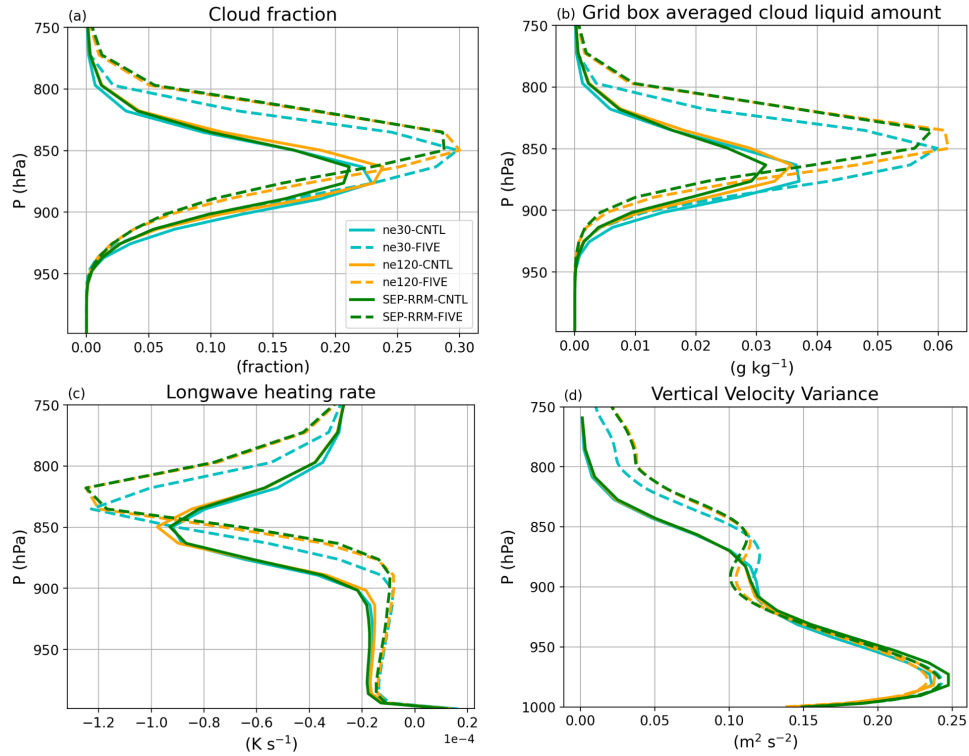 (a)
Cloud fraction
750
800
850
900
950
P (hPa)
0.00
0.05
0.10
0.15
0.20
0.25
0.30
(fraction)
ne30-CNTL
ne30-FIVE
ne120-CNTL
ne120-FIVE
SEP-RRM-CNTL
SEP-RRM-FIVE
(b)
Grid box averaged cloud liquid amount
750
800
850
900
950
P (hPa)
0.00
0.01
0.02
0.03
0.04
0.05
0.06
(g kg⁻¹)
(c)
Longwave heating rate
750
800
850
900
950
P (hPa)
−1.2
−1.0
−0.8
−0.6
−0.4
−0.2
0.0
0.2
1e−4
(K s⁻¹)
(d)
Vertical Velocity Variance
750
800
850
900
950
1000
P (hPa)
0.00
0.05
0.10
0.15
0.20
0.25
(m² s⁻²)